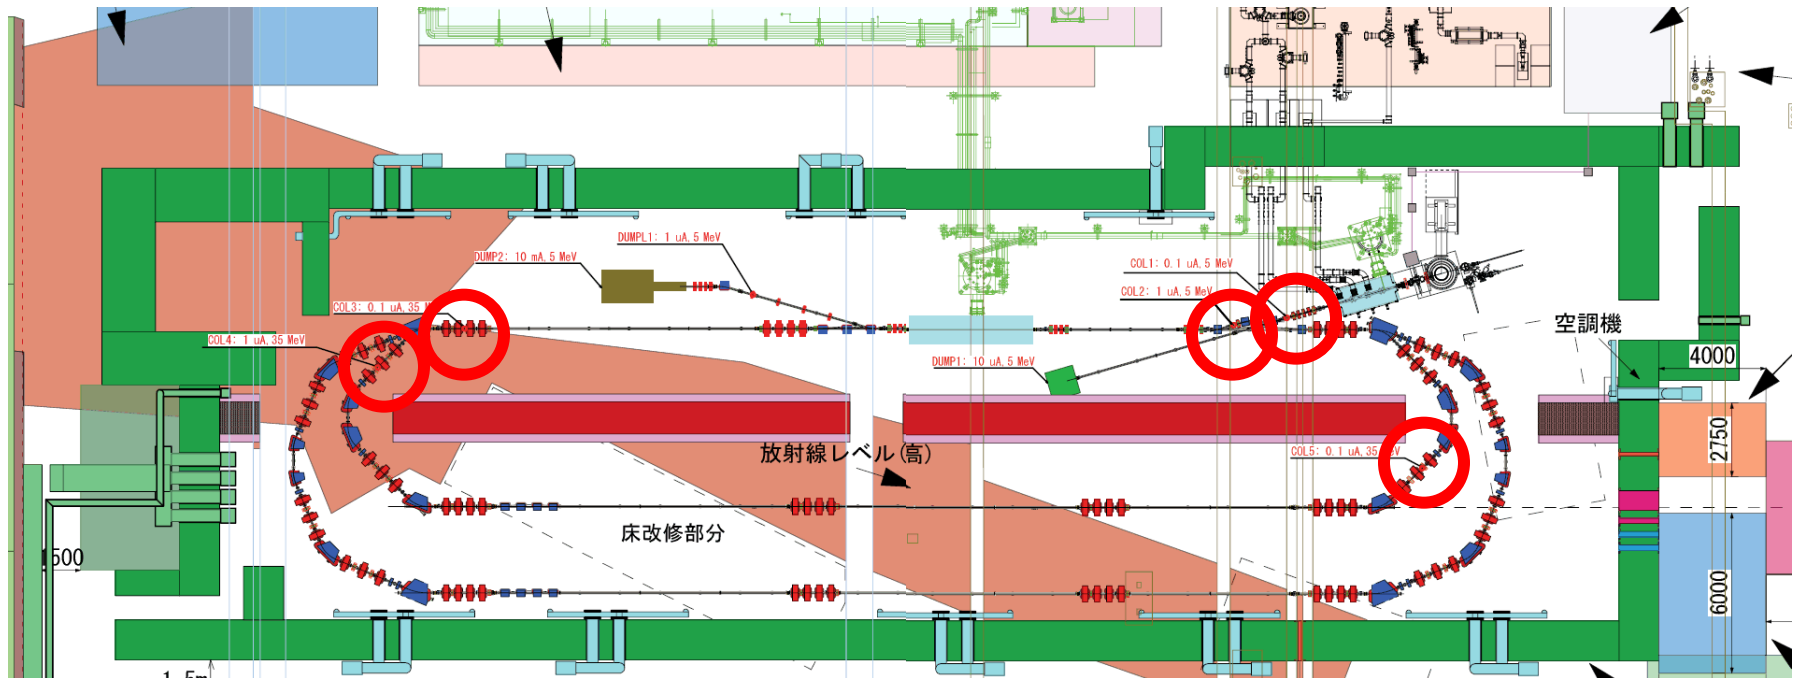 DUMPL1: 1 uA, 5 MeV
DUMP2: 10 mA, 5 MeV
COL1: 0.1 uA, 5 MeV
COL2: 1 uA, 5 MeV
COL3: 0.1 uA, 35 M
COL4: 1 uA, 35 MeV
空調機
4000
DUMP1: 10 uA, 5 MeV
2750
放射線レベル(高)
COL5: 0.1 uA, 35 MeV
床改修部分
500
6000
1.5m